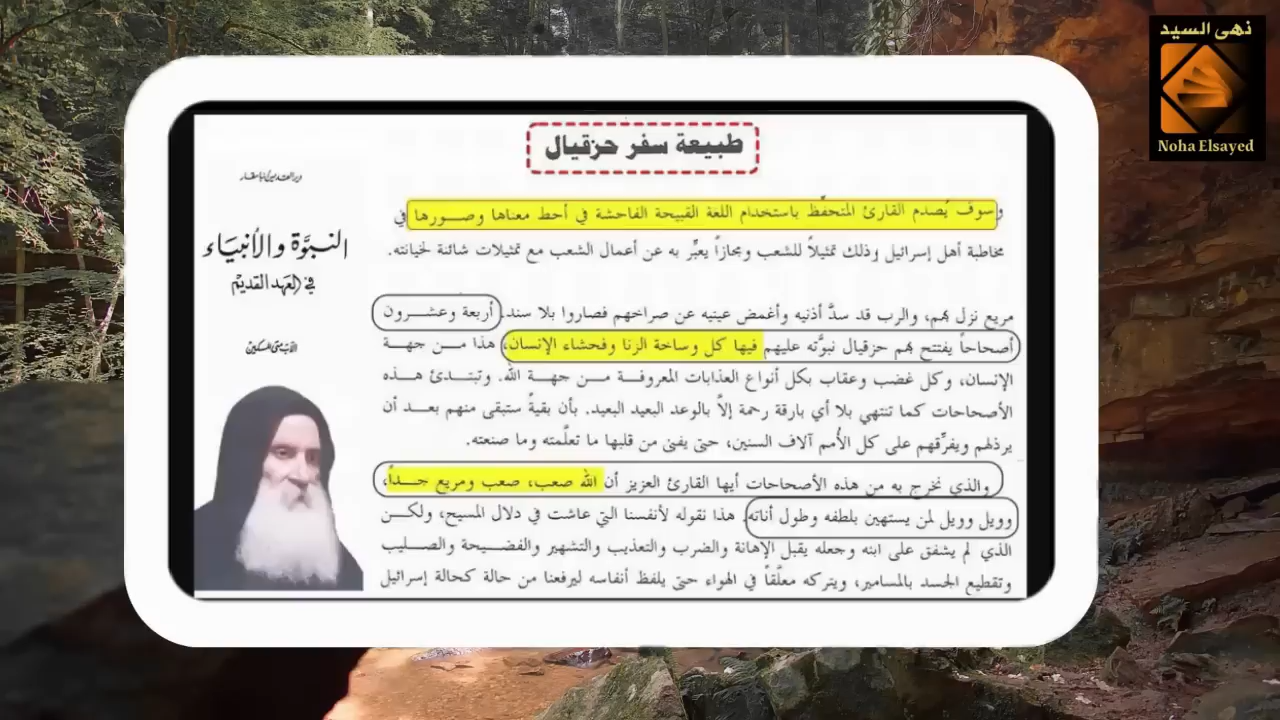 نهى السيد
Noha Elsayed
طبيعة سفر حزقيال
وسوف يُصدم القارئ المتحفِّظ باستخدام اللغة القبيحة الفاحشة في أحط معناها وصورها في
مخاطبة أهل إسرائيل وذلك تمثيلاً للشعب ومجازاً يعبِّر به عن أعمال الشعب مع تمثيلات شائنة لخيانته.
مريع نزل بهم، والرب قد سدَّ أذنيه وأغمض عينيه عن صراخهم فصاروا بلا سند. أربعة وعشرون
أصحاحاً يفتتح بهم حزقيال نبوَّته عليهم فيها كل وساخة الزنا وفحشاء الإنسان، هذا من جهة
الإنسان، وكل غضب وعقاب بكل أنواع العذابات المعروفة من جهة الله. وتبتدئ هذه
الأصحاحات كما تنتهي بلا أي بارقة رحمة إلاَّ بالوعد البعيد البعيد. بأن بقيةً ستبقى منهم بعد أن
يرذلهم ويفرِّقهم على كل الأُمم آلاف السنين، حتى يفنى من قلبها ما تعلَّمته وما صنعته.
والذي نخرج به من هذه الأصحاحات أيها القارئ العزيز أن الله صعب، صعب ومريع جداً،
وويل وويل لمن يستهين بلطفه وطول أناته. هذا نقوله لأنفسنا التي عاشت في دلال المسيح، ولكن
الذي لم يشفق على ابنه وجعله يقبل الإهانة والضرب والتعذيب والتشهير والفضيحة والصليب
وتقطيع الجسد بالمسامير، ويتركه معلَّقاً في الهواء حتى يلفظ أنفاسه ليرفعنا من حالة كحالة إسرائيل
النبوَّة والأنبياء
في العهد القديم
الأب متى المسكين